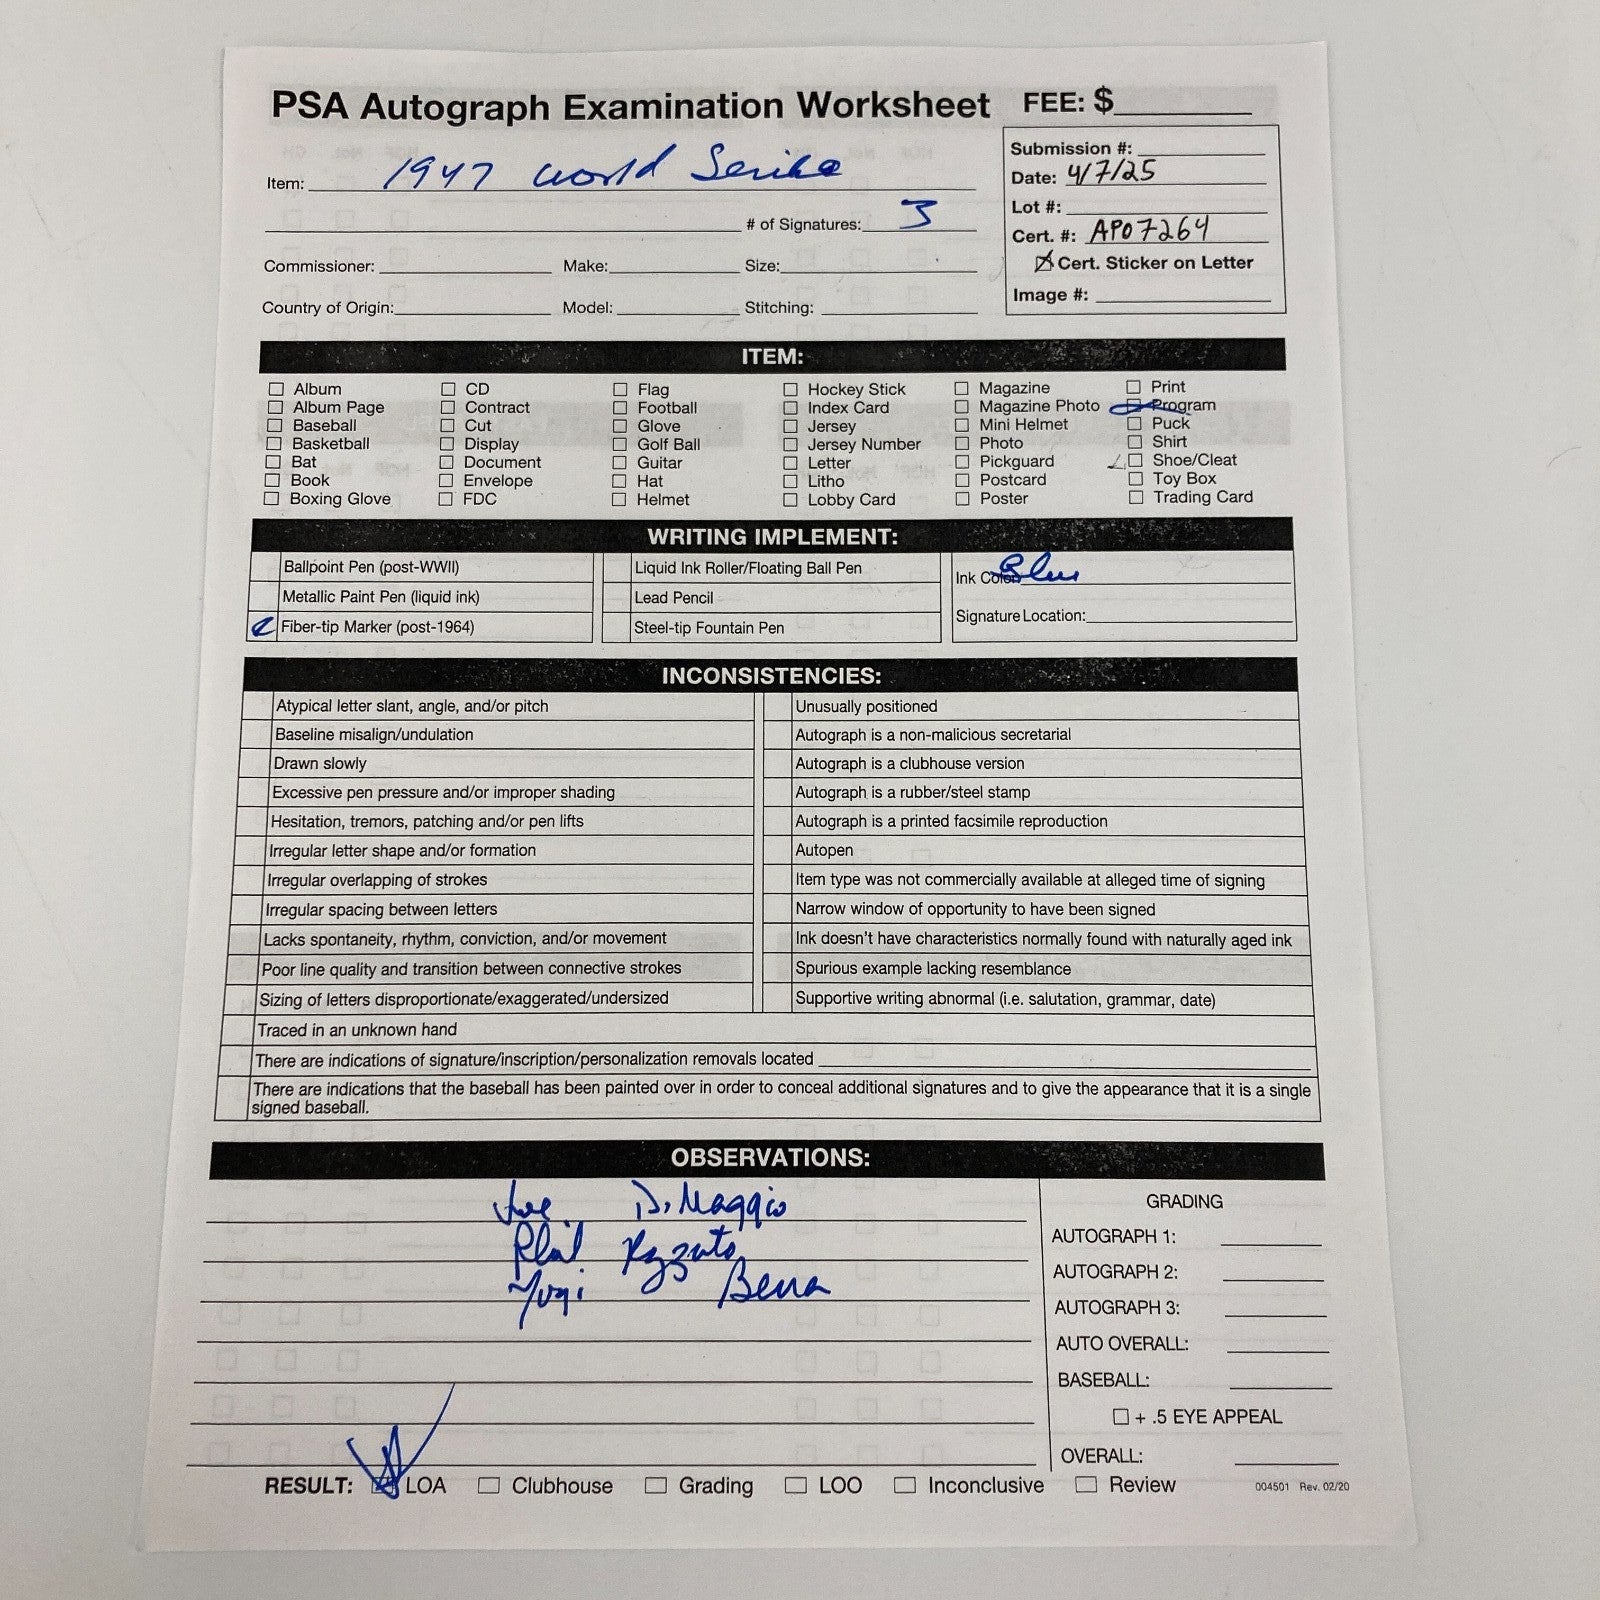 PSA Autograph Examination Worksheet FEE: $
Item: 1947 World Series
# of Signatures: 3
Submission #:
Date: 4/7/25
Lot #:
Cert. #: AP07264
Cert. Sticker on Letter
Image #:
Commissioner: Make: Size:
Country of Origin: Model: Stitching:
ITEM:
Album CD Flag Hockey Stick Magazine Print
Album Page Contract Football Index Card Magazine Photo Program
Baseball Cut Glove Jersey Mini Helmet Puck
Basketball Display Golf Ball Jersey Number Photo Shirt
Bat Document Guitar Letter Pickguard Shoe/Cleat
Book Envelope Hat Litho Postcard Toy Box
Boxing Glove FDC Helmet Lobby Card Poster Trading Card
WRITING IMPLEMENT:
Ballpoint Pen (post-WWII) Liquid Ink Roller/Floating Ball Pen Ink Color: Blue
Metallic Paint Pen (liquid ink) Lead Pencil
Fiber-tip Marker (post-1964) Steel-tip Fountain Pen Signature Location:
INCONSISTENCIES:
Atypical letter slant, angle, and/or pitch Unusually positioned
Baseline misalign/undulation Autograph is a non-malicious secretarial
Drawn slowly Autograph is a clubhouse version
Excessive pen pressure and/or improper shading Autograph is a rubber/steel stamp
Hesitation, tremors, patching and/or pen lifts Autograph is a printed facsimile reproduction
Irregular letter shape and/or formation Autopen
Irregular overlapping of strokes Item type was not commercially available at alleged time of signing
Irregular spacing between letters Narrow window of opportunity to have been signed
Lacks spontaneity, rhythm, conviction, and/or movement Ink doesn't have characteristics normally found with naturally aged ink
Poor line quality and transition between connective strokes Spurious example lacking resemblance
Sizing of letters disproportionate/exaggerated/undersized Supportive writing abnormal (i.e. salutation, grammar, date)
Traced in an unknown hand
There are indications of signature/inscription/personalization removals located
There are indications that the baseball has been painted over in order to conceal additional signatures and to give the appearance that it is a single
signed baseball.
OBSERVATIONS:
Joe DiMaggio
Phil Rizzuto
Yogi Berra
GRADING
AUTOGRAPH 1:
AUTOGRAPH 2:
AUTOGRAPH 3:
AUTO OVERALL:
BASEBALL:
+ .5 EYE APPEAL
OVERALL:
RESULT: LOA Clubhouse Grading LOO Inconclusive Review
004501 Rev. 02/20